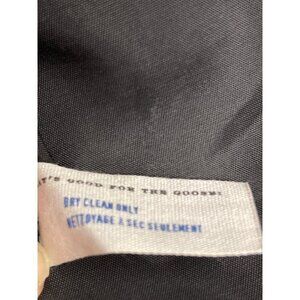 IT'S GOOD FOR THE GOOSE!
DRY CLEAN ONLY
NETTOYAGE À SEC SEULEMENT